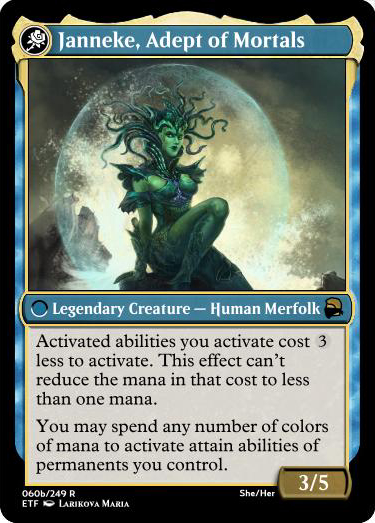 Janneke, Adept of Mortals
Legendary Creature — Human Merfolk
Activated abilities you activate cost 3
less to activate. This effect can't
reduce the mana in that cost to less
than one mana.
You may spend any number of colors
of mana to activate attain abilities of
permanents you control.
3/5
060b/249 R
She/Her
ETF Larikova Maria